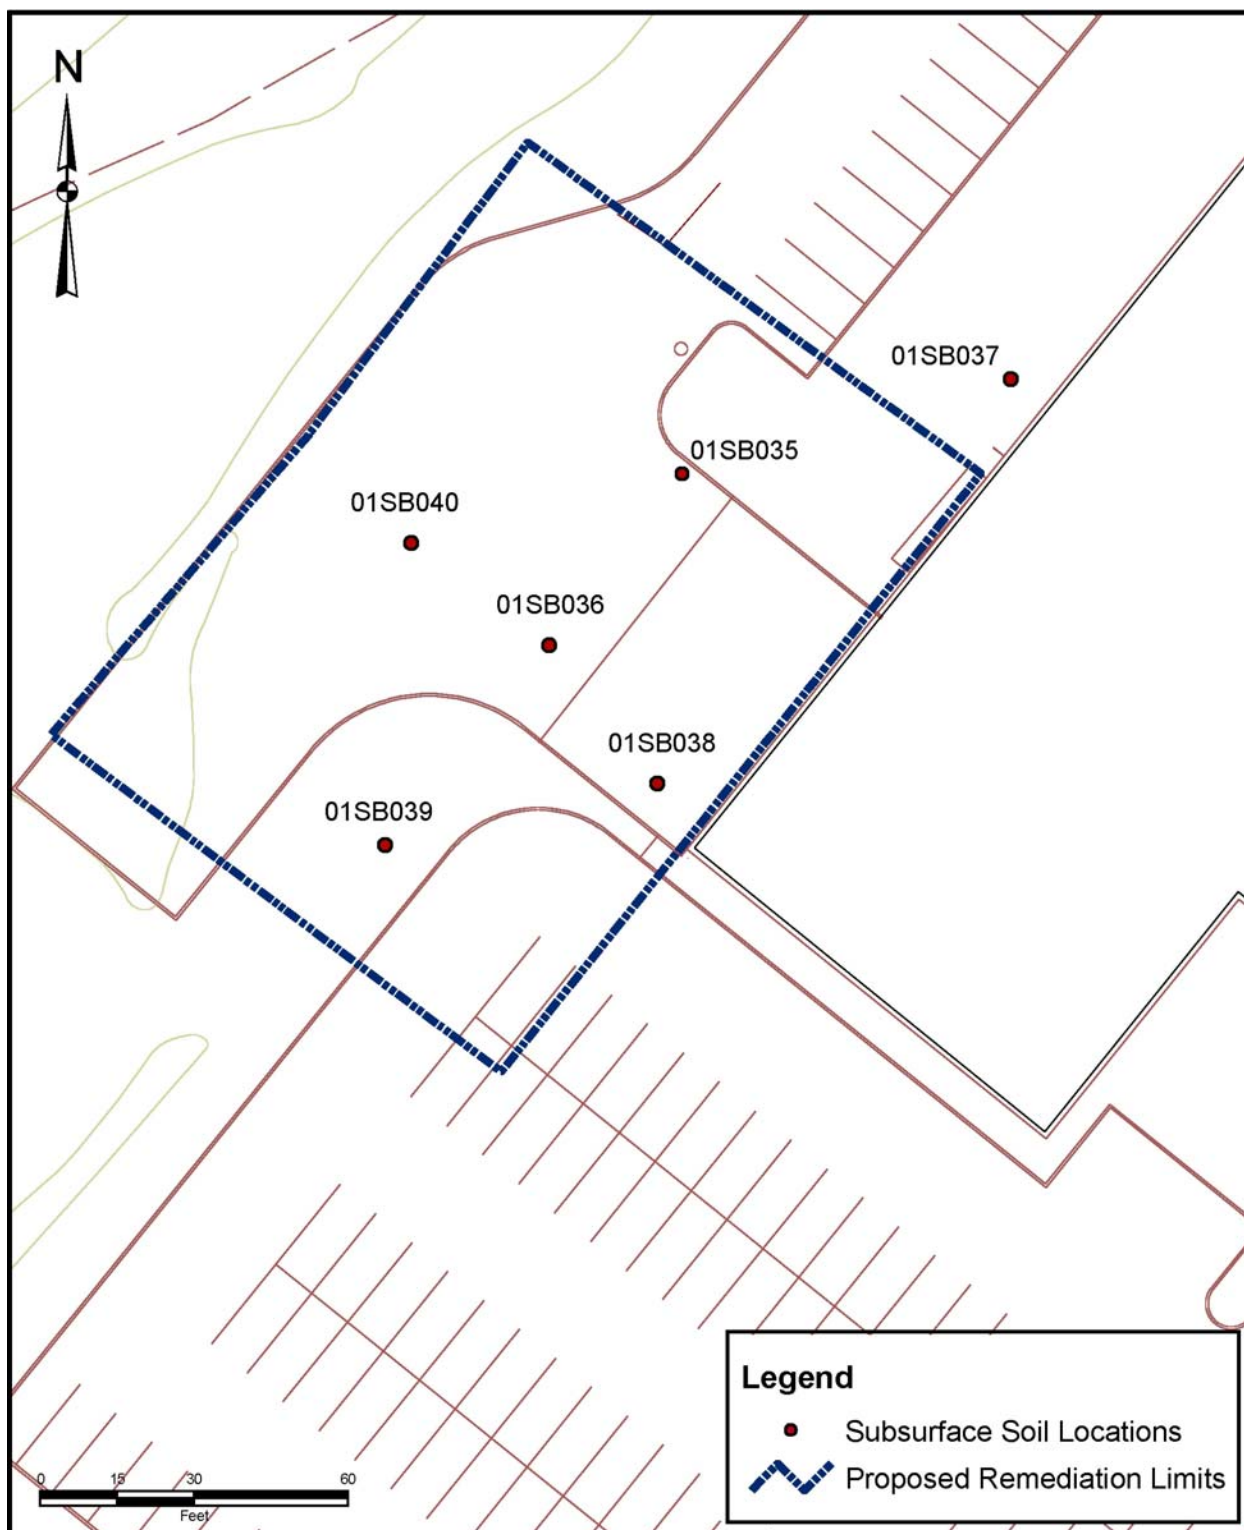 N
01SB037
01SB035
01SB040
01SB036
01SB038
01SB039
Legend
Subsurface Soil Locations
Proposed Remediation Limits
0 15 30 60
Feet